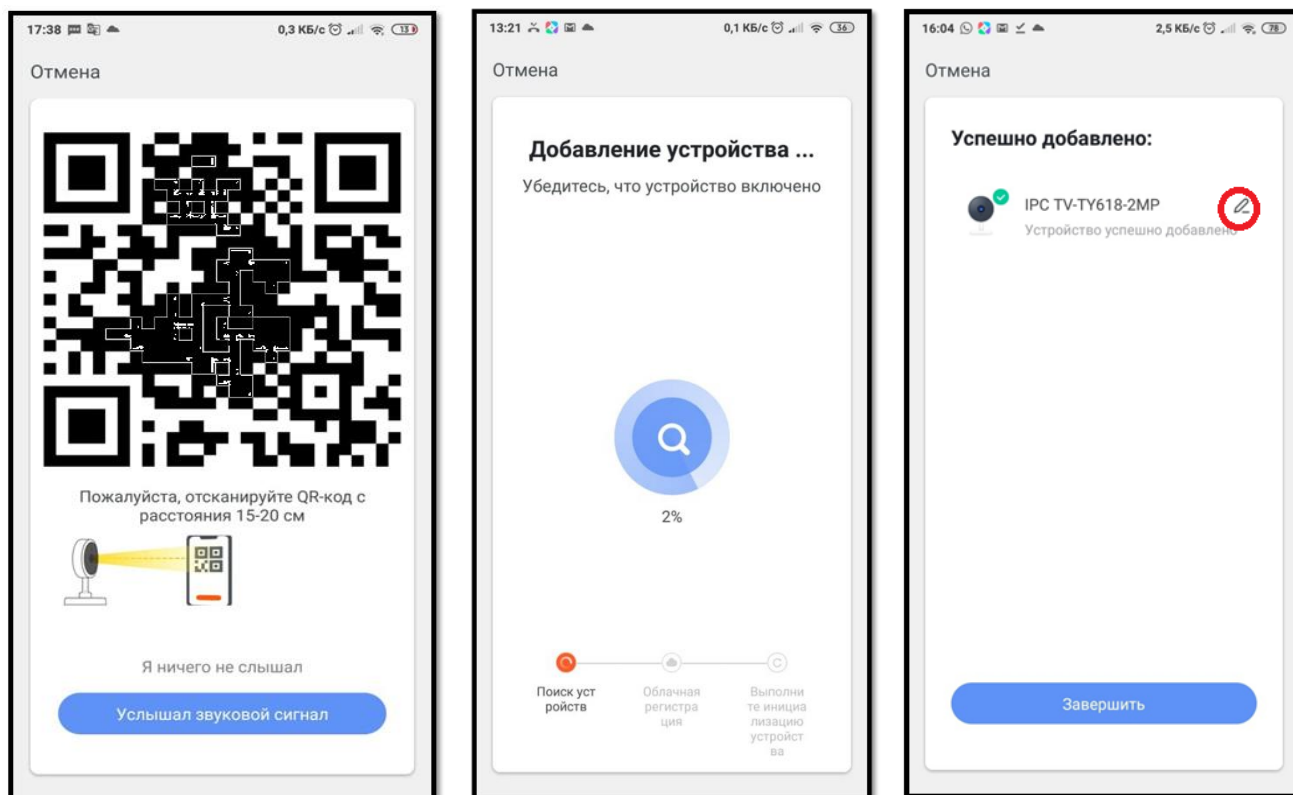 17:38
0,3 КБ/с
13
Отмена
Пожалуйста, отсканируйте QR-код с
расстояния 15-20 см
Я ничего не слышал
Услышал звуковой сигнал
13:21
0,1 КБ/с
36
Отмена
Добавление устройства ...
Убедитесь, что устройство включено
2%
Поиск уст
ройств
Облачная
регистра
ция
Выполни
те инициа
лизацию
устройст
ва
16:04
2,5 КБ/с
78
Отмена
Успешно добавлено:
IPC TV-TY618-2MP
Устройство успешно добавлено
Завершить